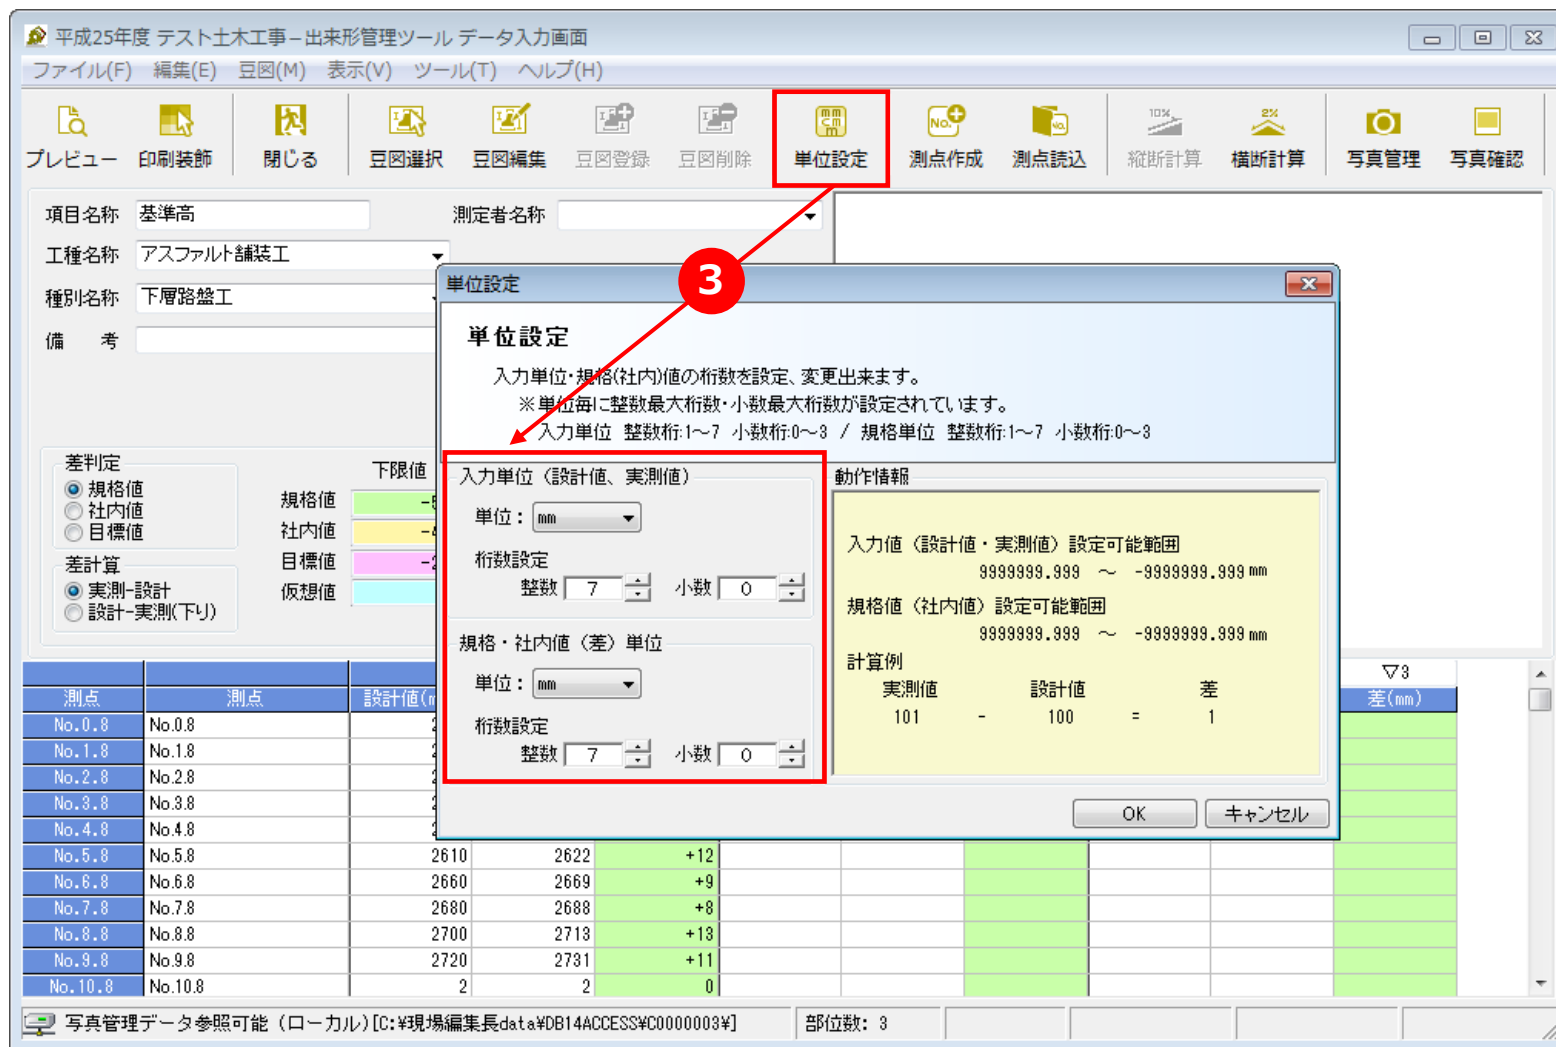 平成25年度 テスト土木工事－出来形管理ツール データ入力画面
ファイル(F) 編集(E) 豆図(M) 表示(V) ツール(T) ヘルプ(H)
プレビュー 印刷装飾 閉じる 豆図選択 豆図編集 豆図登録 豆図削除 単位設定 測点作成 測点読込 縦断計算 横断計算 写真管理 写真確認
項目名称 基準高 測定者名称
工種名称 アスファルト舗装工
種別名称 下層路盤工
備 考
3
単位設定
単位設定
入力単位・規格(社内)値の桁数を設定、変更出来ます。
※単位毎に整数最大桁数・小数最大桁数が設定されています。
入力単位 整数桁:1～7 小数桁:0～3 / 規格単位 整数桁:1～7 小数桁:0～3
差判定
規格値
社内値
目標値
差計算
実測-設計
設計-実測(下り)
下限値
規格値
社内値
目標値
仮想値
入力単位（設計値、実測値）
単位： mm
桁数設定
整数 7 小数 0
規格・社内値（差）単位
単位： mm
桁数設定
整数 7 小数 0
動作情報
入力値（設計値・実測値）設定可能範囲
9999999.999 ～ -9999999.999mm
規格値（社内値）設定可能範囲
9999999.999 ～ -9999999.999mm
計算例
実測値 設計値 差
101 - 100 = 1
OK キャンセル
▽3
測点 測点 設計値( 差(mm)
No.0.8 No.0.8
No.1.8 No.1.8
No.2.8 No.2.8
No.3.8 No.3.8
No.4.8 No.4.8
No.5.8 No.5.8 2610 2622 +12
No.6.8 No.6.8 2660 2669 +9
No.7.8 No.7.8 2680 2688 +8
No.8.8 No.8.8 2700 2713 +13
No.9.8 No.9.8 2720 2731 +11
No.10.8 No.10.8 2 2 0
写真管理データ参照可能（ローカル）[C:¥現場編集長data¥DB14ACCESS¥C0000003¥] 部位数: 3